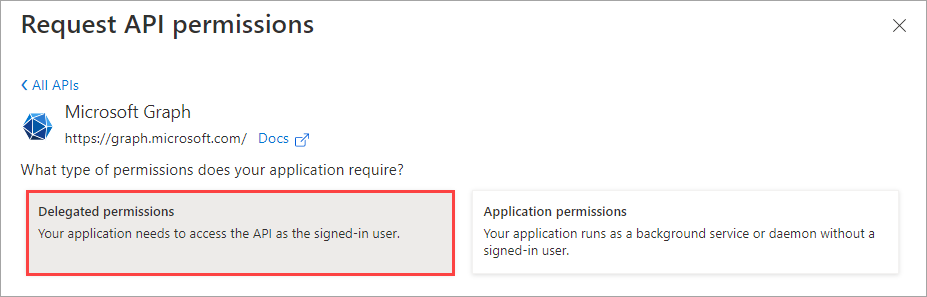 Request API permissions
All APIs
Microsoft Graph
https://graph.microsoft.com/ Docs
What type of permissions does your application require?
Delegated permissions
Your application needs to access the API as the signed-in user.
Application permissions
Your application runs as a background service or daemon without a
signed-in user.